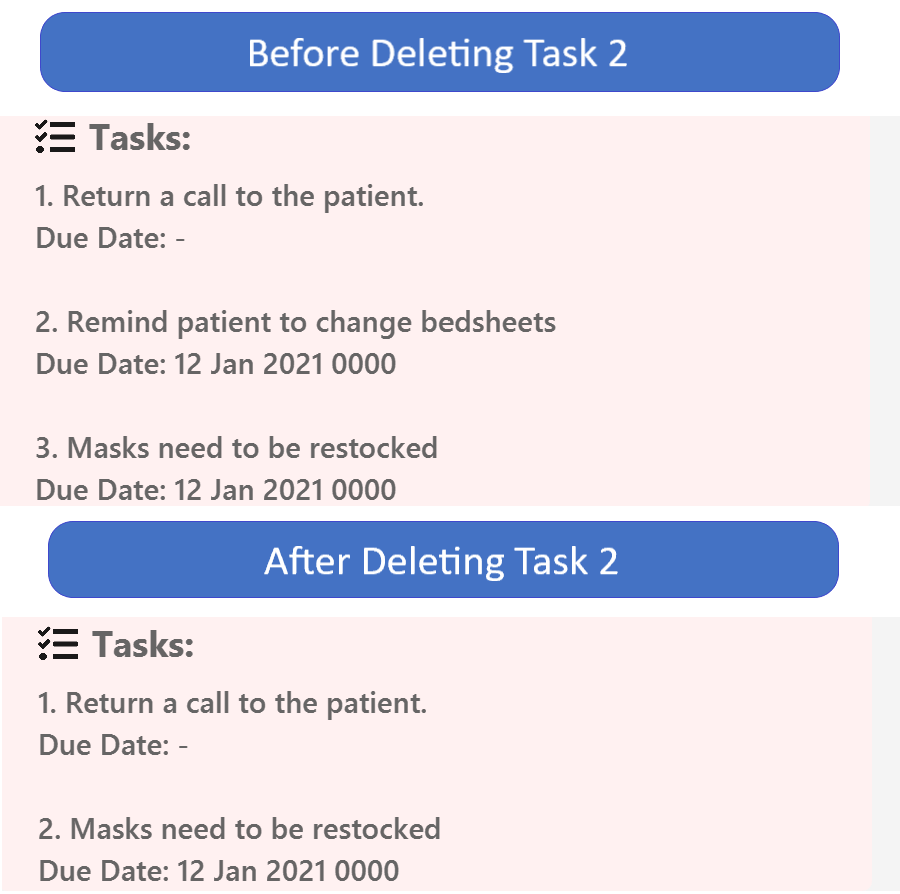 Before Deleting Task 2
Tasks:
1. Return a call to the patient.
Due Date: -
2. Remind patient to change bedsheets
Due Date: 12 Jan 2021 0000
3. Masks need to be restocked
Due Date: 12 Jan 2021 0000
After Deleting Task 2
Tasks:
1. Return a call to the patient.
Due Date: -
2. Masks need to be restocked
Due Date: 12 Jan 2021 0000